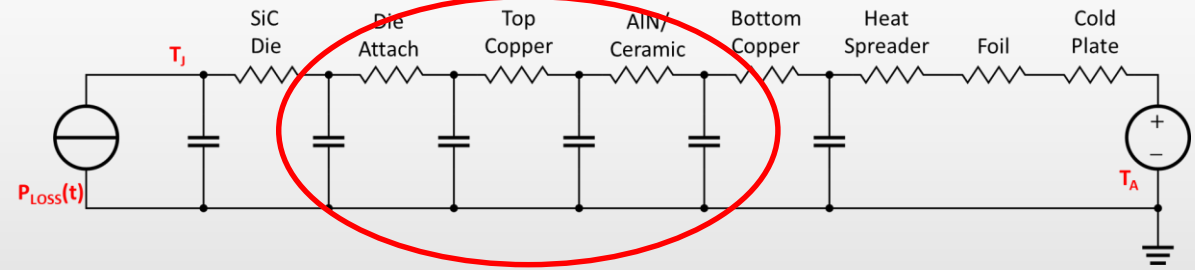 SiC
Die
Die
Attach
Top
Copper
AlN/
Ceramic
Bottom
Copper
Heat
Spreader
Foil
Cold
Plate
TJ
+
−
PLOSS(t)
TA